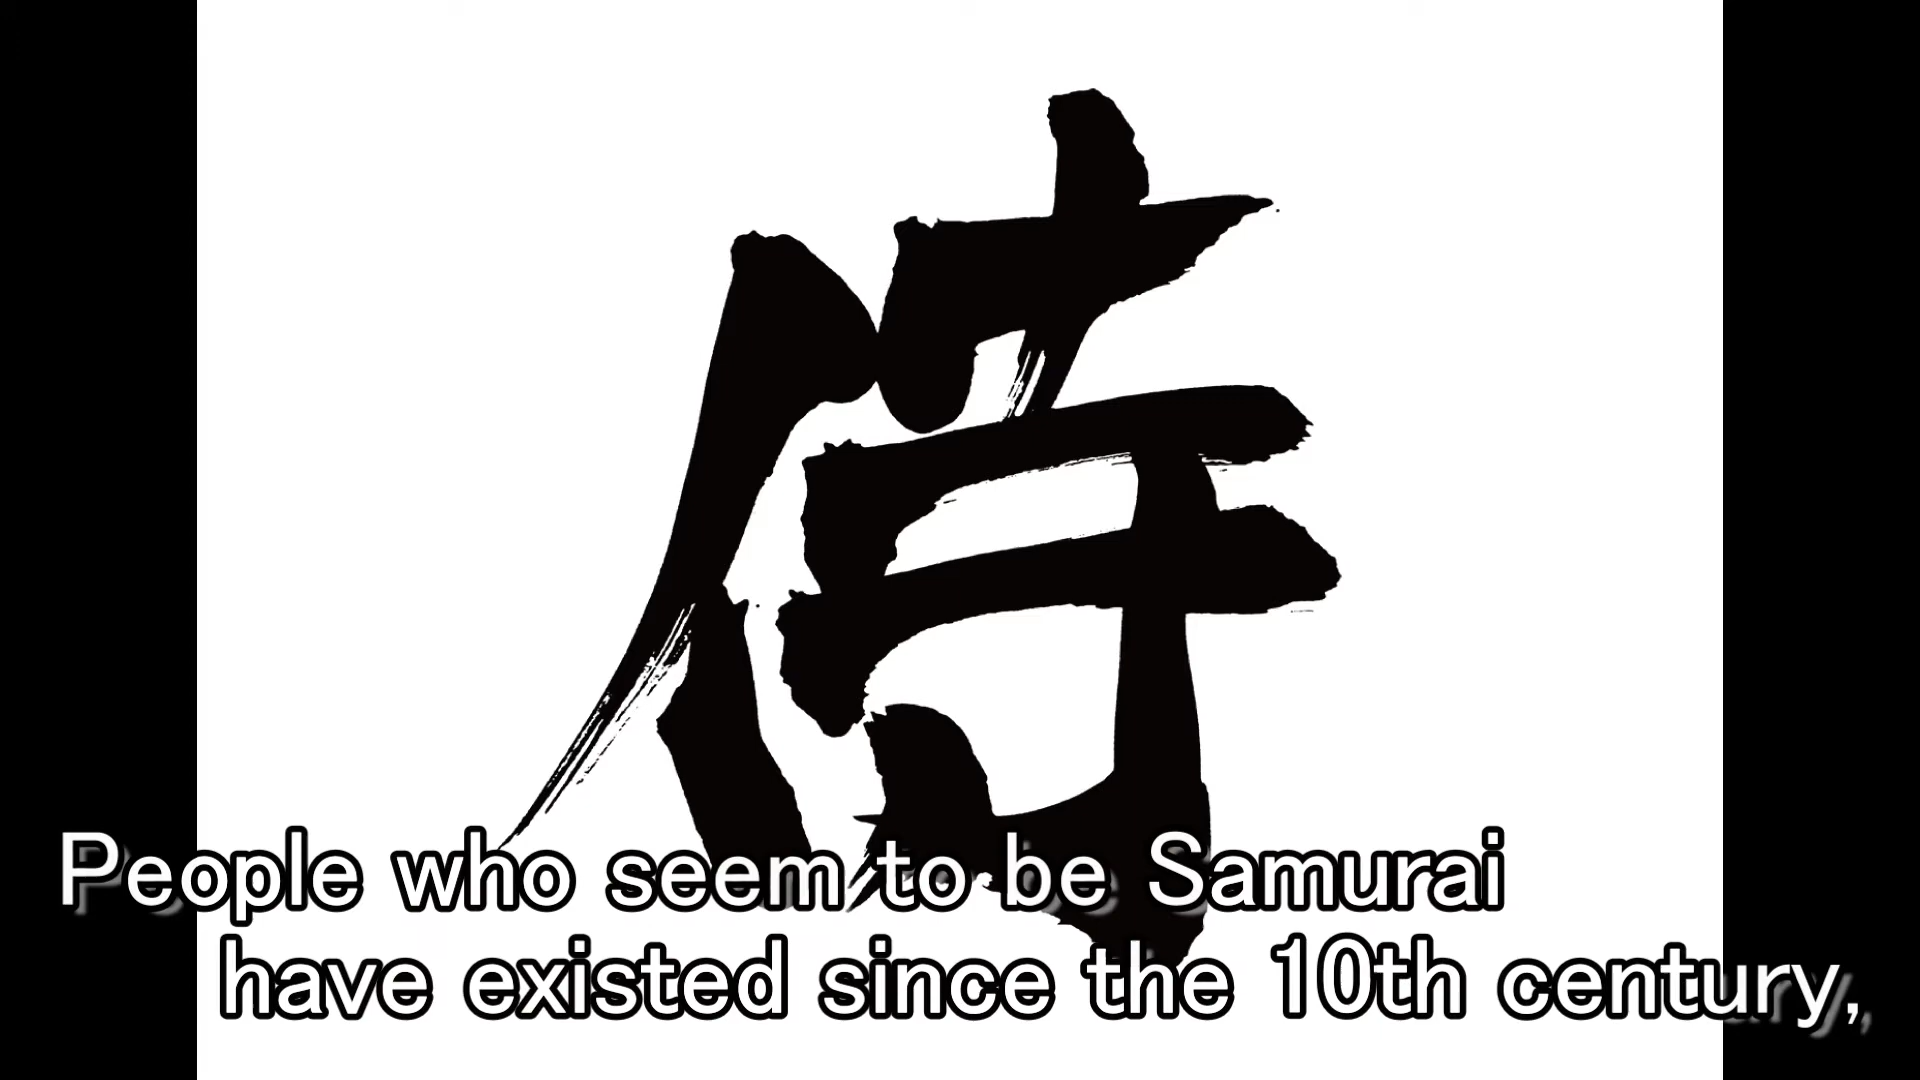 侍
People who seem to be Samurai
have existed since the 10th century,